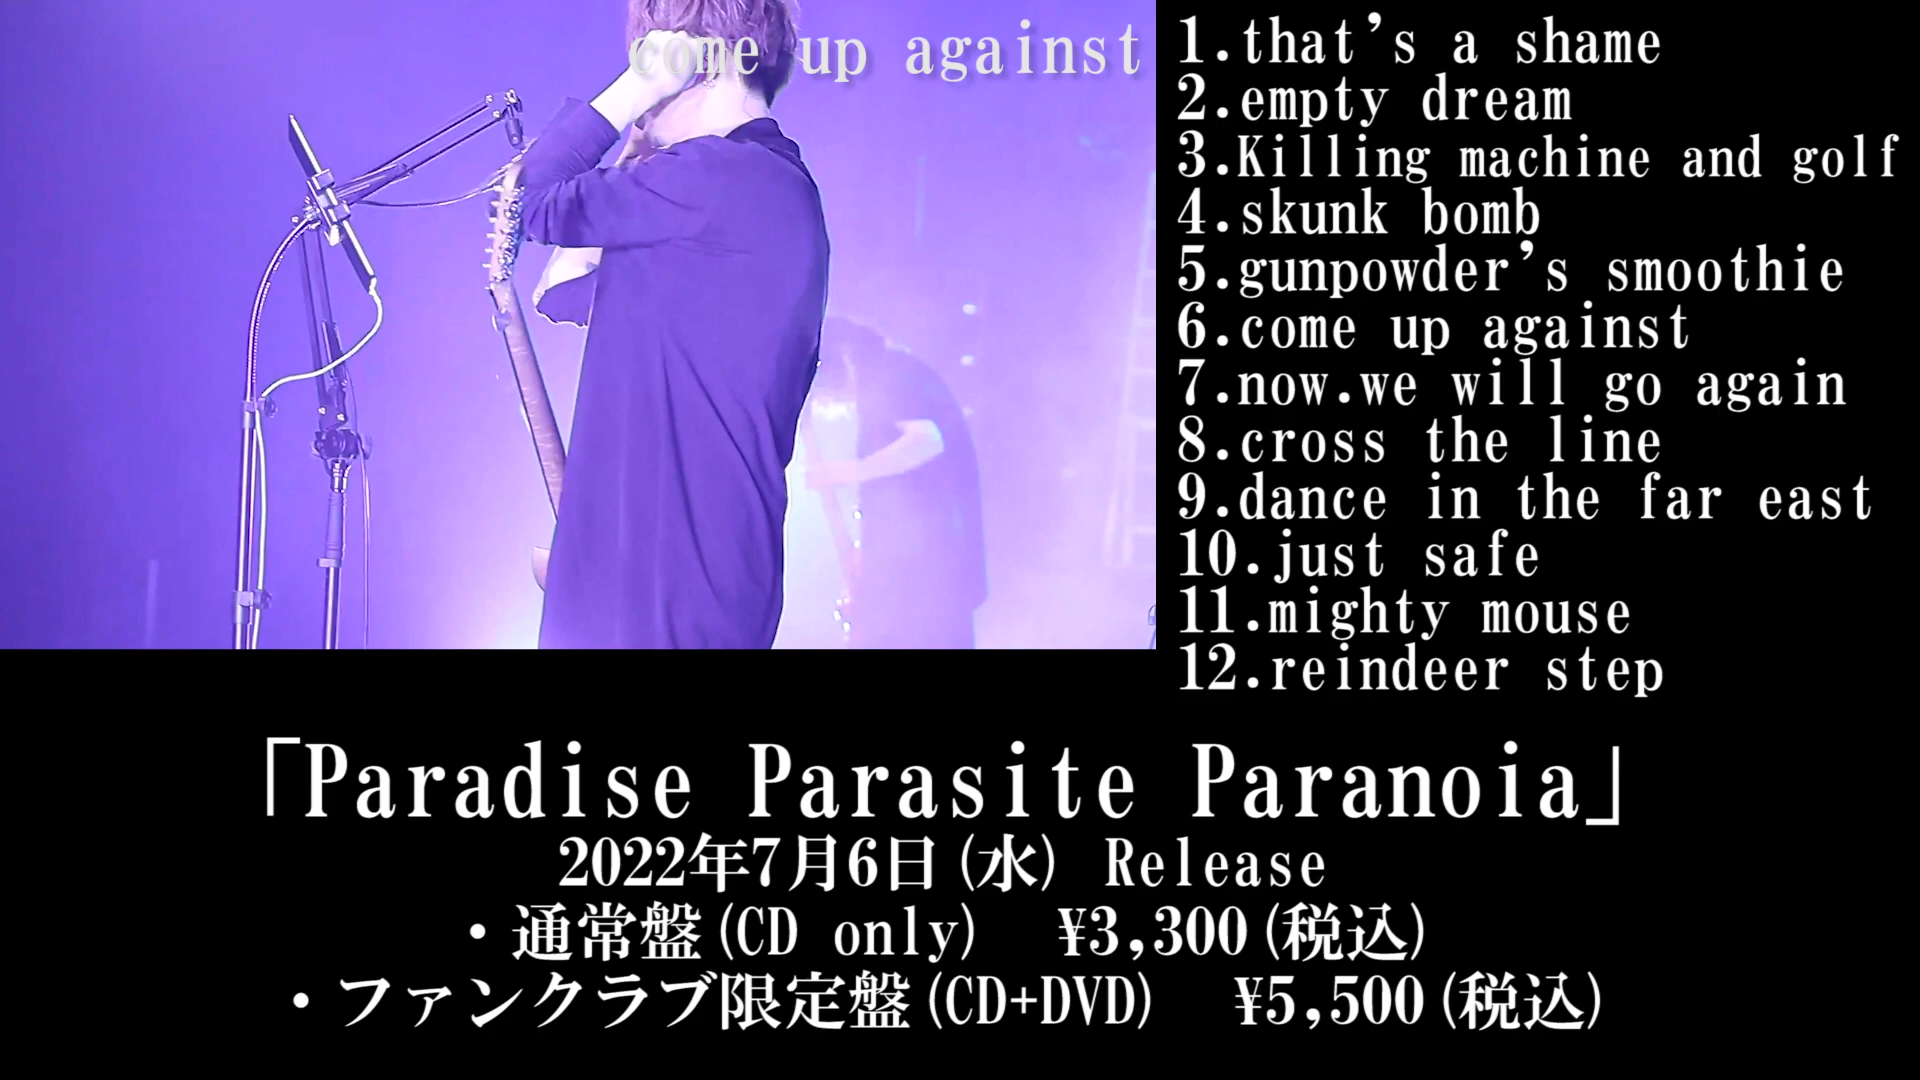 come up against
1.that's a shame
2.empty dream
3.Killing machine and golf
4.skunk bomb
5.gunpowder's smoothie
6.come up against
7.now.we will go again
8.cross the line
9.dance in the far east
10.just safe
11.mighty mouse
12.reindeer step
「Paradise Parasite Paranoia」
2022年7月6日(水) Release
・通常盤(CD only) ¥3,300(税込)
・ファンクラブ限定盤(CD+DVD) ¥5,500(税込)